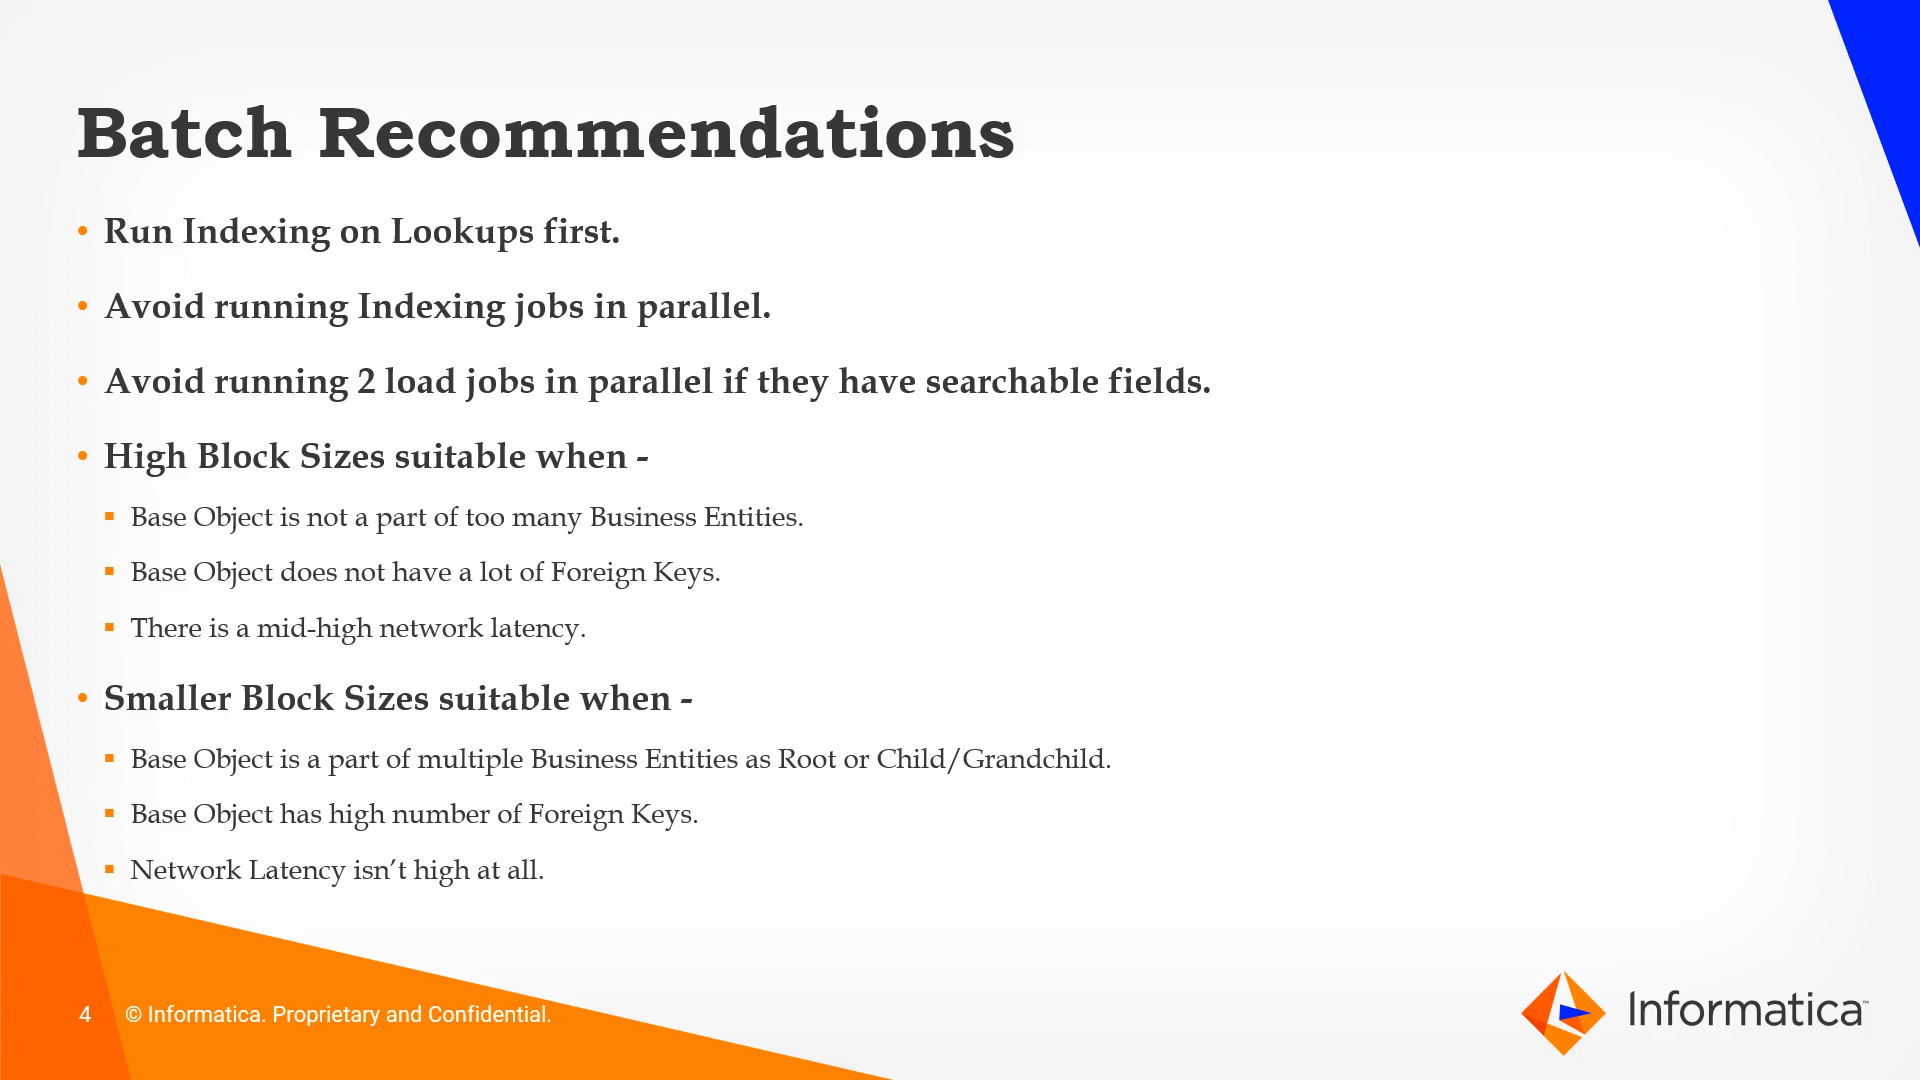 Batch Recommendations
• Run Indexing on Lookups first.
• Avoid running Indexing jobs in parallel.
• Avoid running 2 load jobs in parallel if they have searchable fields.
• High Block Sizes suitable when -
▪ Base Object is not a part of too many Business Entities.
▪ Base Object does not have a lot of Foreign Keys.
▪ There is a mid-high network latency.
• Smaller Block Sizes suitable when -
▪ Base Object is a part of multiple Business Entities as Root or Child/Grandchild.
▪ Base Object has high number of Foreign Keys.
▪ Network Latency isn’t high at all.
4 © Informatica. Proprietary and Confidential.
Informatica™